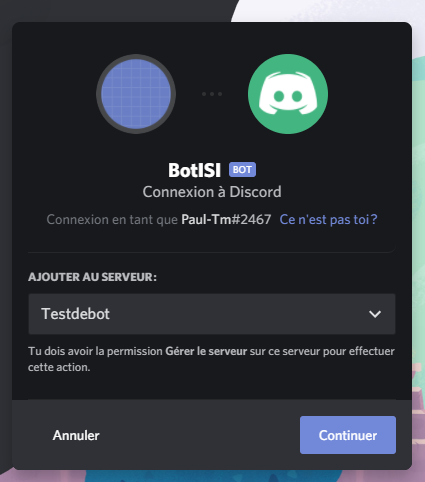 BotISI BOT
Connexion à Discord
Connexion en tant que Paul-Tm#2467 Ce n'est pas toi?
AJOUTER AU SERVEUR:
Testdebot
Tu dois avoir la permission Gérer le serveur sur ce serveur pour effectuer
cette action.
Annuler Continuer